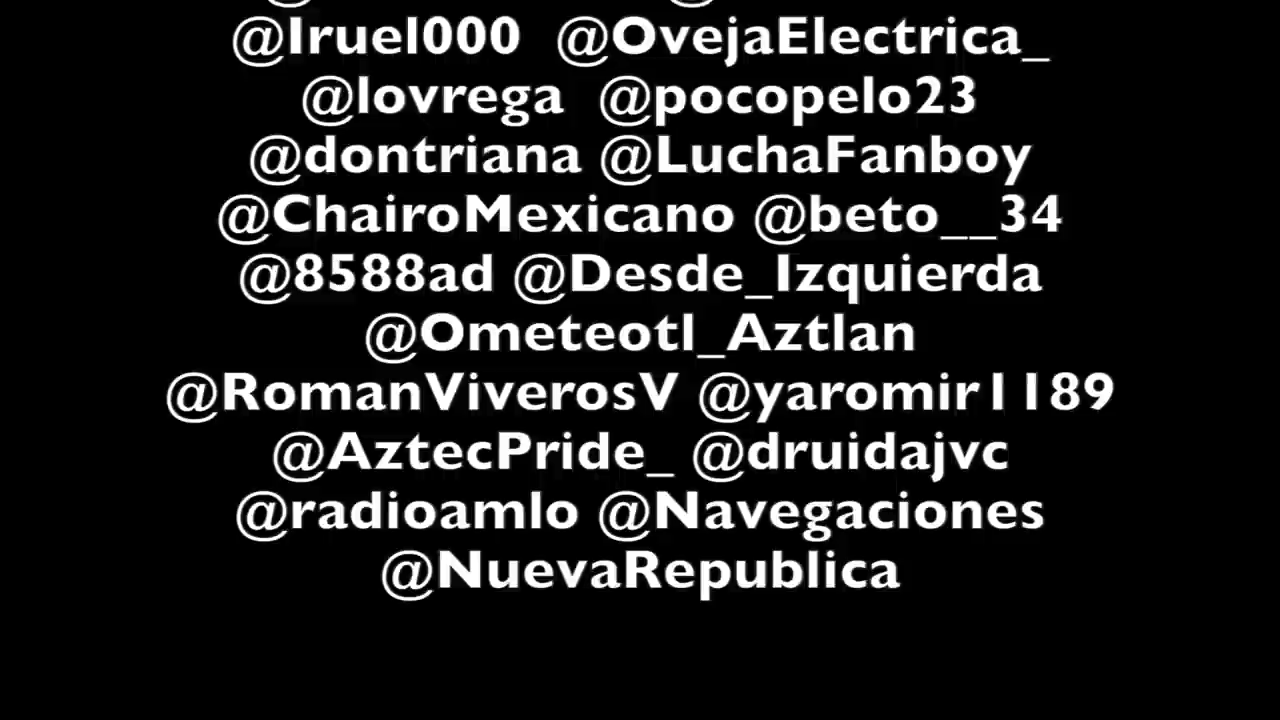 @Iruel000 @OvejaElectrica_
@lovrega @pocopelo23
@dontriana @LuchaFanboy
@ChairoMexicano @beto__34
@8588ad @Desde_Izquierda
@Ometeotl_Aztlan
@RomanViverosV @yaromir1189
@AztecPride_ @druidajvc
@radioamlo @Navegaciones
@NuevaRepublica